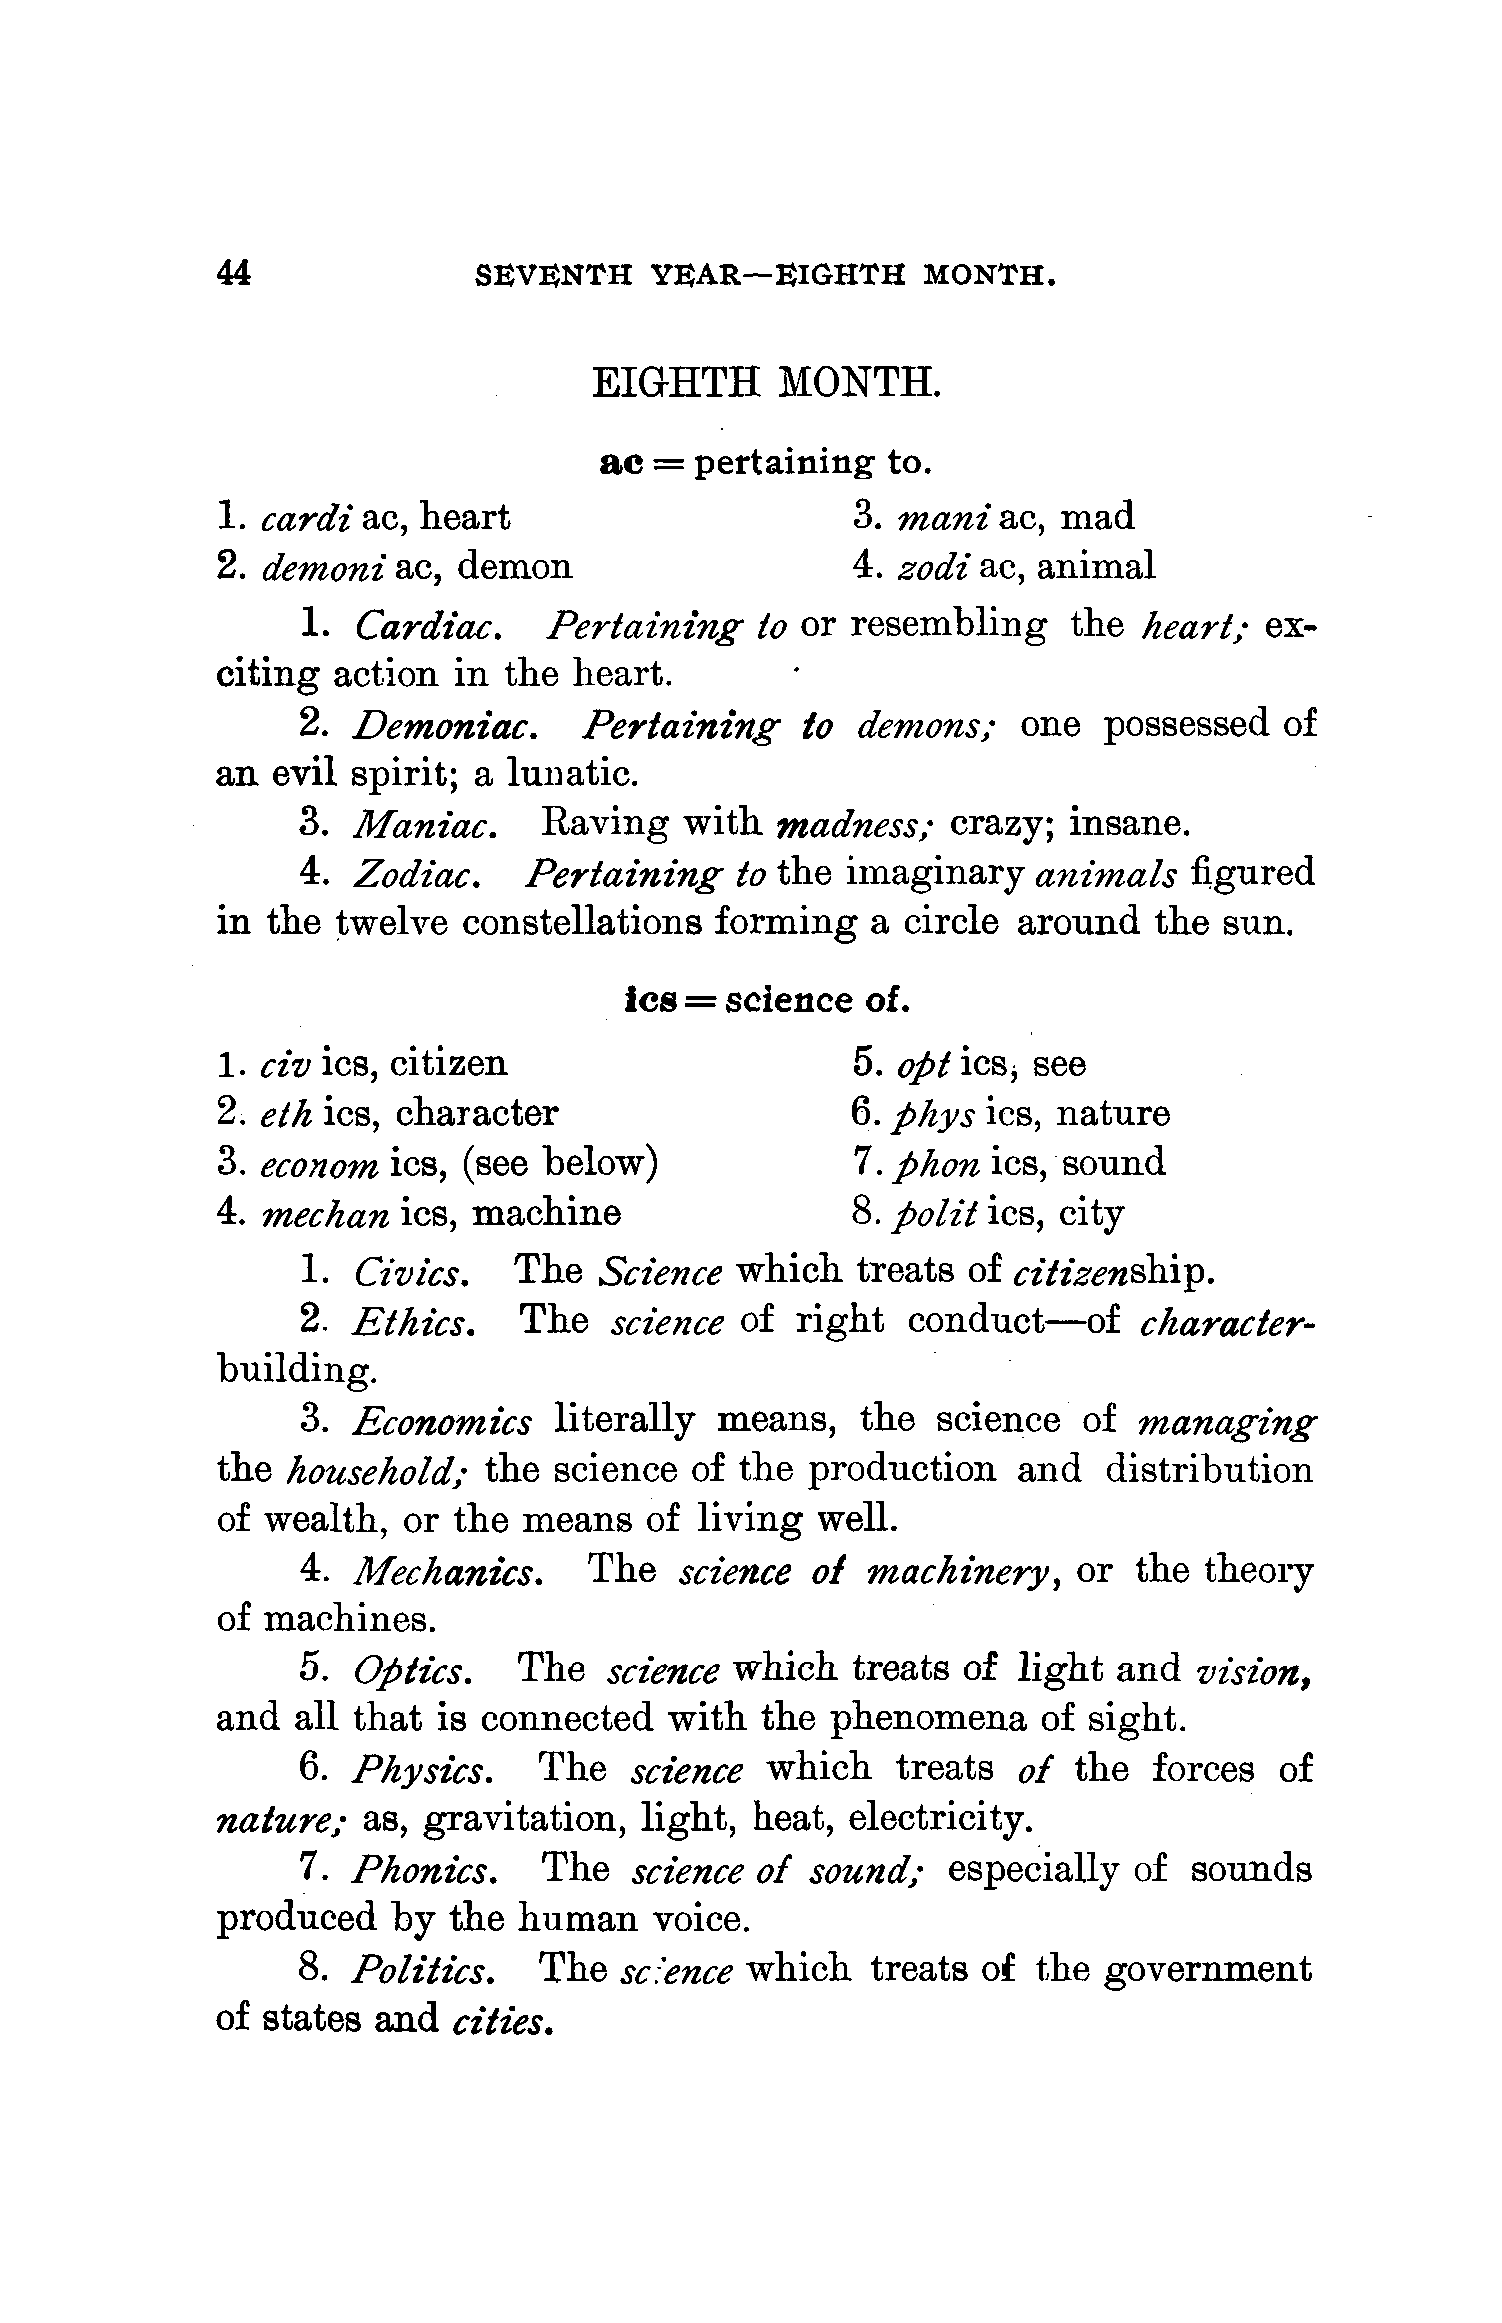 44 SEVENTH YEAR—EIGHTH MONTH.
EIGHTH MONTH.
ac = pertaining to.
1. cardi ac, heart 3. mani ac, mad
2. demoni ac, demon 4. zodi ac, animal
1. Cardiac. Pertaining to or resembling the heart; ex-
citing action in the heart.
2. Demoniac. Pertaining to demons; one possessed of
an evil spirit; a lunatic.
3. Maniac. Raving with madness; crazy; insane.
4. Zodiac. Pertaining to the imaginary animals figured
in the twelve constellations forming a circle around the sun.
ics = science of.
1. civ ics, citizen 5. opt ics, see
2. eth ics, character 6. phys ics, nature
3. econom ics, (see below) 7. phon ics, sound
4. mechan ics, machine 8. polit ics, city
1. Civics. The Science which treats of citizenship.
2. Ethics. The science of right conduct—of character-
building.
3. Economics literally means, the science of managing
the household; the science of the production and distribution
of wealth, or the means of living well.
4. Mechanics. The science of machinery, or the theory
of machines.
5. Optics. The science which treats of light and vision,
and all that is connected with the phenomena of sight.
6. Physics. The science which treats of the forces of
nature; as, gravitation, light, heat, electricity.
7. Phonics. The science of sound; especially of sounds
produced by the human voice.
8. Politics. The science which treats of the government
of states and cities.